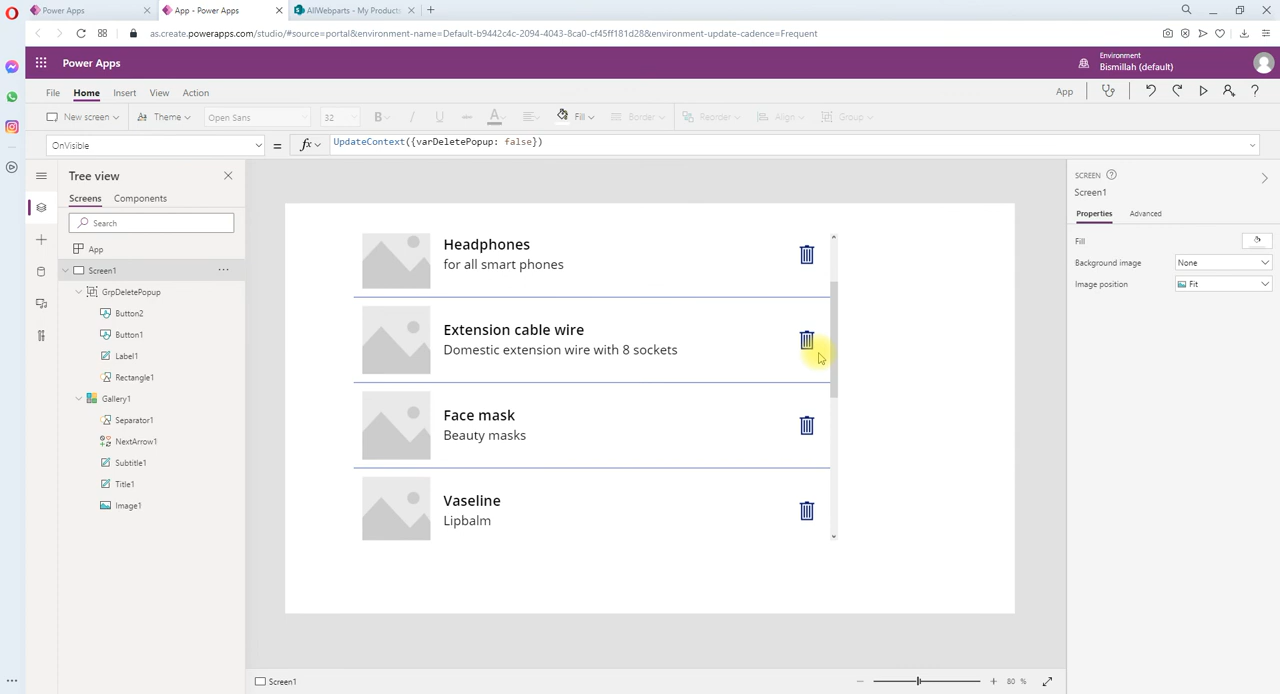 Power Apps
App - Power Apps
AllWebparts - My Products
as.create.powerapps.com/studio/#source=portal&environment-name=Default-b9442c4c-2094-4043-8ca0-cf45ff181d28&environment-update-cadence=Frequent
Power Apps
Environment
Bismillah (default)
File
Home
Insert
View
Action
App
New screen
Theme
Open Sans
32
B
I
U
A
Fill
Border
Reorder
Align
Group
OnVisible
=
fx
UpdateContext({varDeletePopup: false})
Tree view
Screens
Components
Search
App
Screen1
GrpDeletePopup
Button2
Button1
Label1
Rectangle1
Gallery1
Separator1
NextArrow1
Subtitle1
Title1
Image1
Headphones
for all smart phones
Extension cable wire
Domestic extension wire with 8 sockets
Face mask
Beauty masks
Vaseline
Lipbalm
SCREEN
Screen1
Properties
Advanced
Fill
Background image
None
Image position
Fit
Screen1
80 %